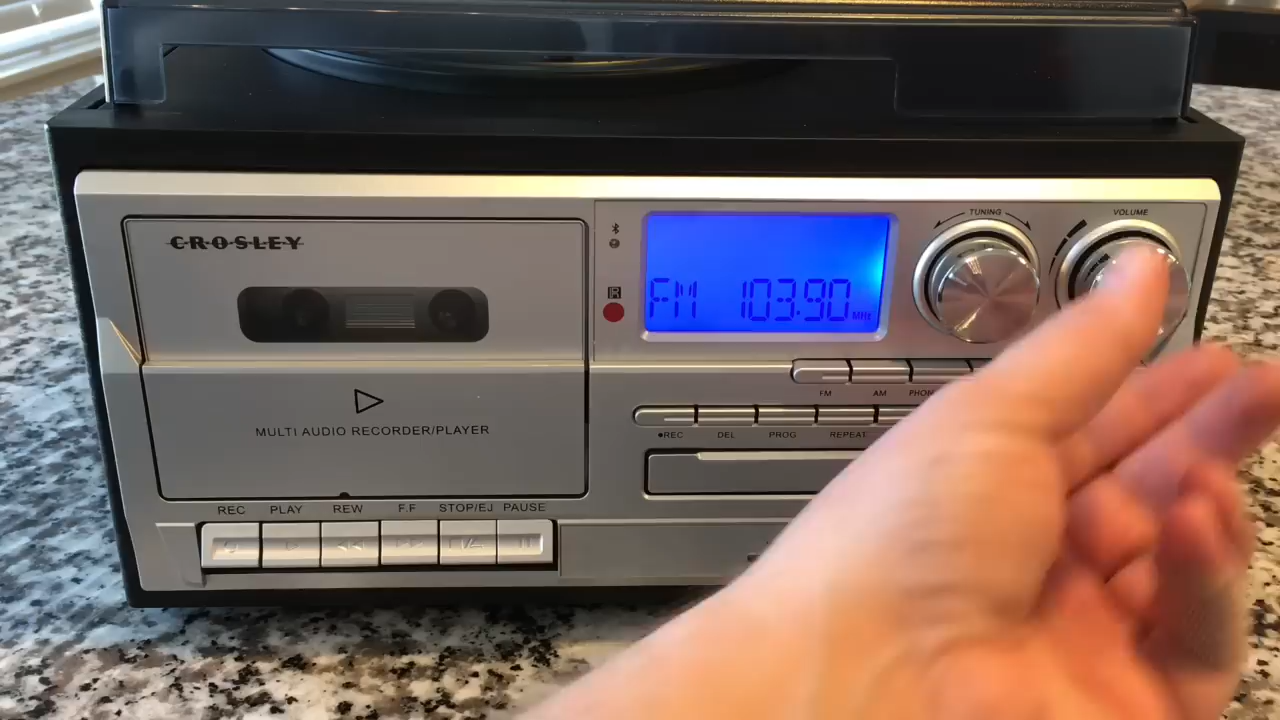 CROSLEY
IR
FM 103.90 MHz
TUNING
VOLUME
FM AM
•REC DEL PROG REPEAT
MULTI AUDIO RECORDER/PLAYER
REC PLAY REW F.F STOP/EJ PAUSE